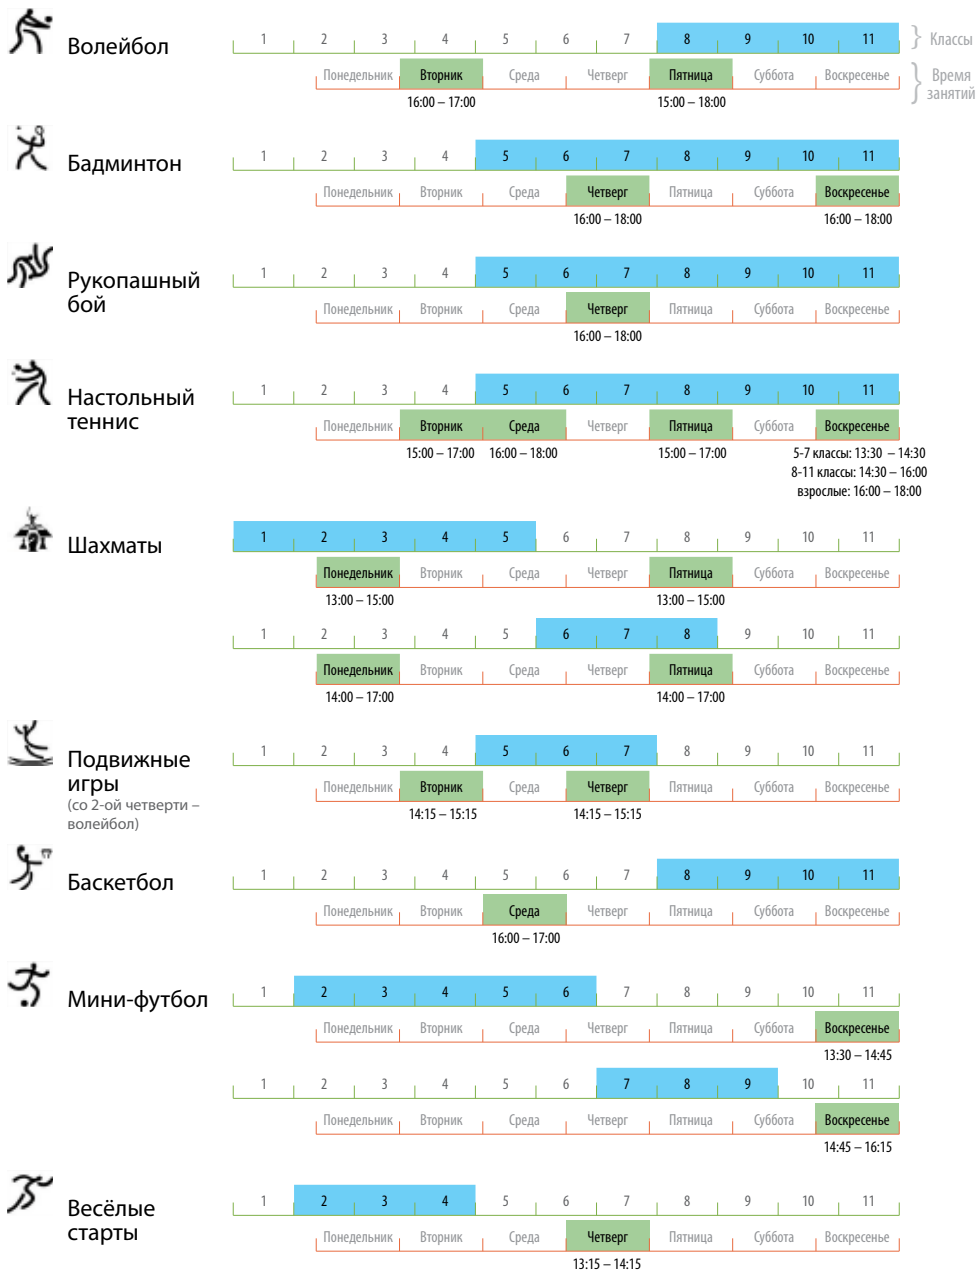 Волейбол
1 2 3 4 5 6 7 8 9 10 11 Классы
Понедельник Вторник Среда Четверг Пятница Суббота Воскресенье Время занятий
16:00 – 17:00 15:00 – 18:00
Бадминтон
1 2 3 4 5 6 7 8 9 10 11
Понедельник Вторник Среда Четверг Пятница Суббота Воскресенье
16:00 – 18:00 16:00 – 18:00
Рукопашный
бой
1 2 3 4 5 6 7 8 9 10 11
Понедельник Вторник Среда Четверг Пятница Суббота Воскресенье
16:00 – 18:00
Настольный
теннис
1 2 3 4 5 6 7 8 9 10 11
Понедельник Вторник Среда Четверг Пятница Суббота Воскресенье
15:00 – 17:00 16:00 – 18:00 15:00 – 17:00 5-7 классы: 13:30 – 14:30
8-11 классы: 14:30 – 16:00
взрослые: 16:00 – 18:00
Шахматы
1 2 3 4 5 6 7 8 9 10 11
Понедельник Вторник Среда Четверг Пятница Суббота Воскресенье
13:00 – 15:00 13:00 – 15:00
1 2 3 4 5 6 7 8 9 10 11
Понедельник Вторник Среда Четверг Пятница Суббота Воскресенье
14:00 – 17:00 14:00 – 17:00
Подвижные
игры
(со 2-ой четверти –
волейбол)
1 2 3 4 5 6 7 8 9 10 11
Понедельник Вторник Среда Четверг Пятница Суббота Воскресенье
14:15 – 15:15 14:15 – 15:15
Баскетбол
1 2 3 4 5 6 7 8 9 10 11
Понедельник Вторник Среда Четверг Пятница Суббота Воскресенье
16:00 – 17:00
Мини-футбол
1 2 3 4 5 6 7 8 9 10 11
Понедельник Вторник Среда Четверг Пятница Суббота Воскресенье
13:30 – 14:45
1 2 3 4 5 6 7 8 9 10 11
Понедельник Вторник Среда Четверг Пятница Суббота Воскресенье
14:45 – 16:15
Весёлые
старты
1 2 3 4 5 6 7 8 9 10 11
Понедельник Вторник Среда Четверг Пятница Суббота Воскресенье
13:15 – 14:15